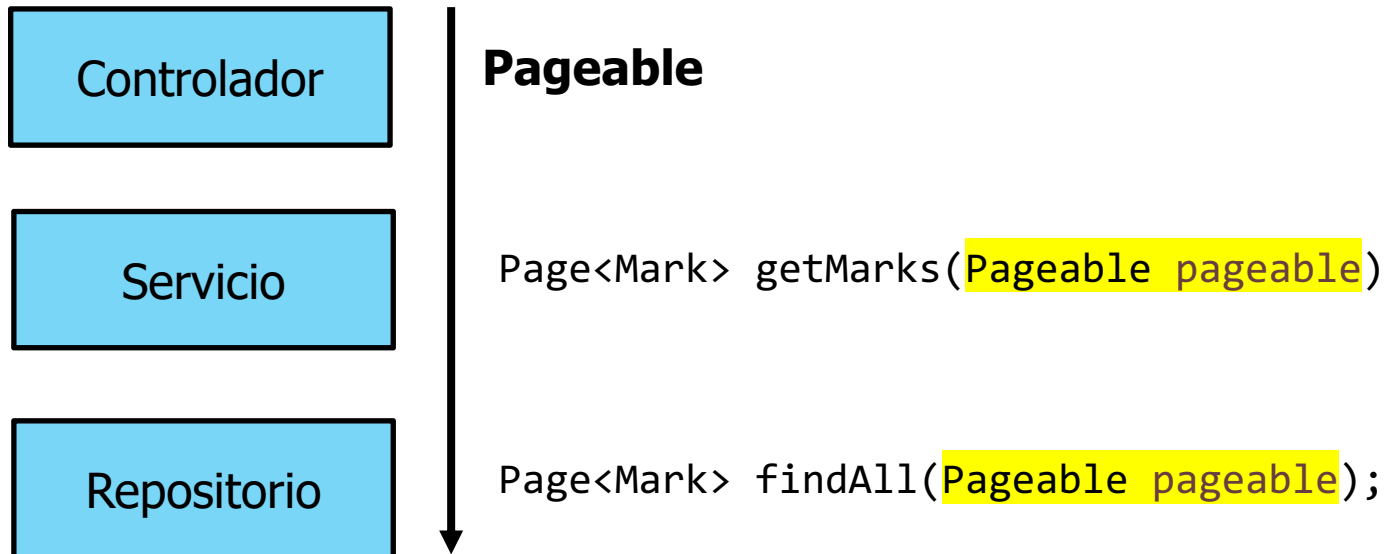 Controlador
Pageable
Servicio
Page<Mark> getMarks(Pageable pageable)
Repositorio
Page<Mark> findAll(Pageable pageable);